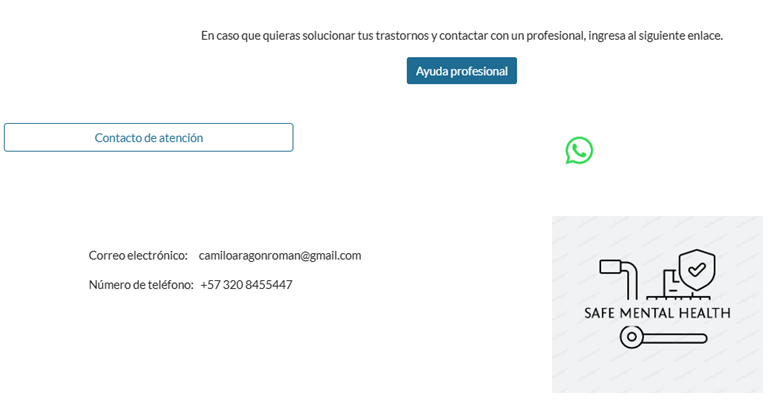 En caso que quieras solucionar tus trastornos y contactar con un profesional, ingresa al siguiente enlace.
Ayuda profesional
Contacto de atención
Correo electrónico: camiloaragonroman@gmail.com
Número de teléfono: +57 320 8455447
SAFE MENTAL HEALTH